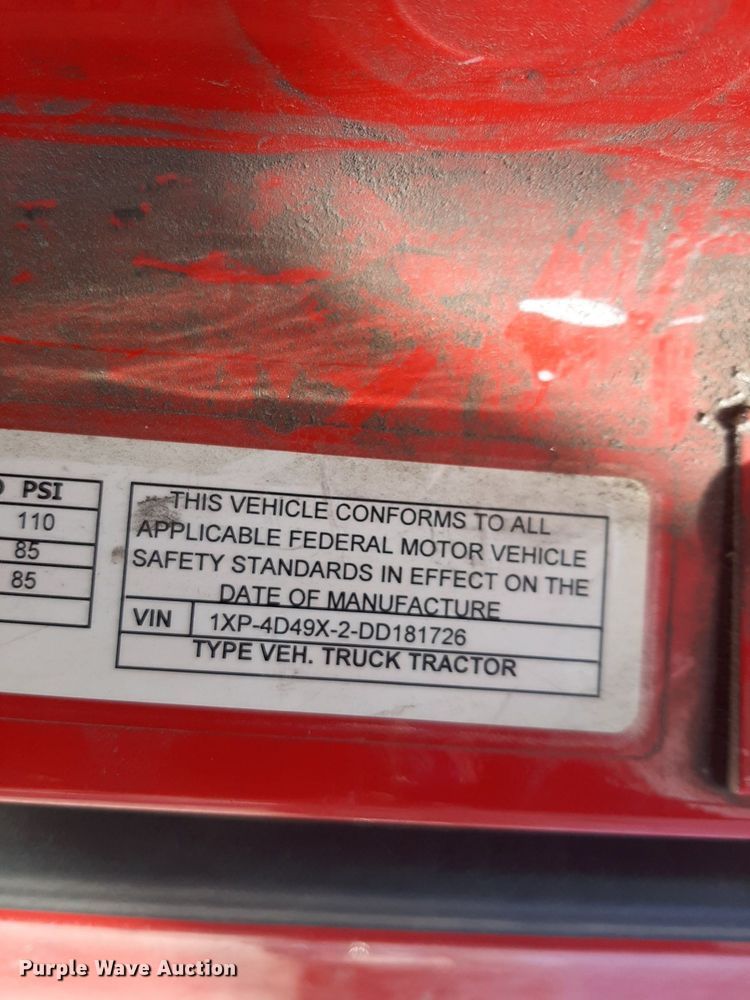 PSI
110
85
85
THIS VEHICLE CONFORMS TO ALL
APPLICABLE FEDERAL MOTOR VEHICLE
SAFETY STANDARDS IN EFFECT ON THE
DATE OF MANUFACTURE
VIN 1XP-4D49X-2-DD181726
TYPE VEH. TRUCK TRACTOR
Purple Wave Auction